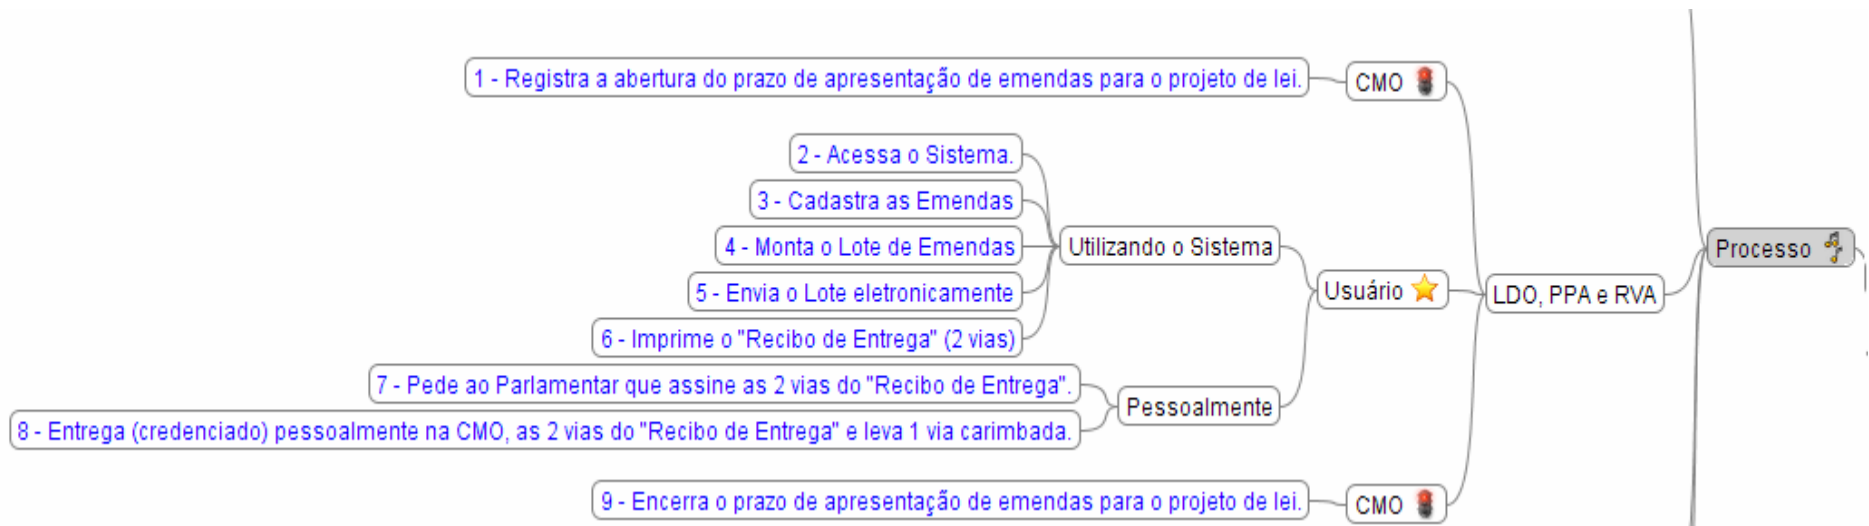 1 - Registra a abertura do prazo de apresentação de emendas para o projeto de lei.
CMO
2 - Acessa o Sistema.
3 - Cadastra as Emendas
4 - Monta o Lote de Emendas
5 - Envia o Lote eletronicamente
6 - Imprime o "Recibo de Entrega" (2 vias)
Utilizando o Sistema
7 - Pede ao Parlamentar que assine as 2 vias do "Recibo de Entrega".
8 - Entrega (credenciado) pessoalmente na CMO, as 2 vias do "Recibo de Entrega" e leva 1 via carimbada.
Pessoalmente
Usuário
LDO, PPA e RVA
Processo
9 - Encerra o prazo de apresentação de emendas para o projeto de lei.
CMO